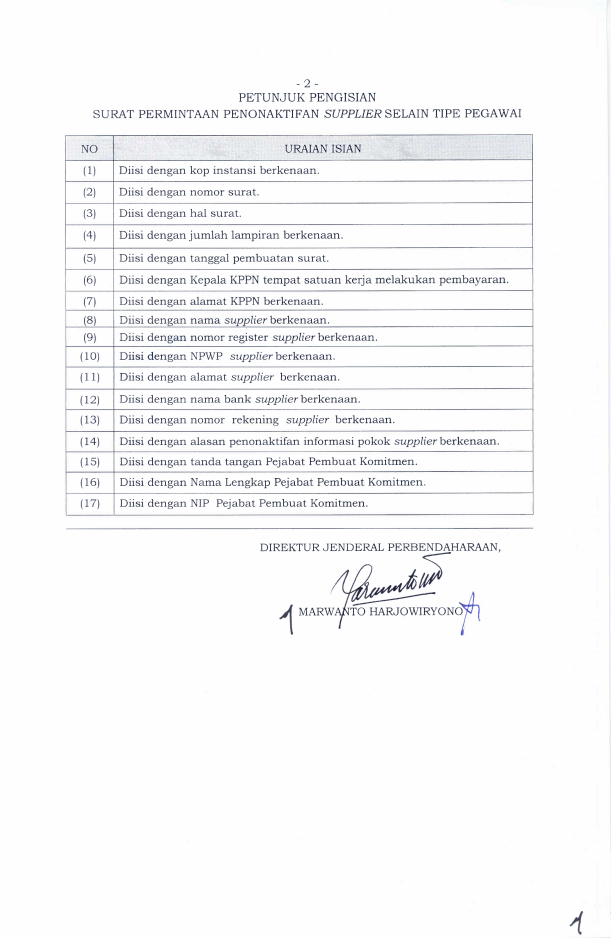 - 2 -
PETUNJUK PENGISIAN
SURAT PERMINTAAN PENONAKTIFAN SUPPLIER SELAIN TIPE PEGAWAI
NO URAIAN ISIAN
(1) Diisi dengan kop instansi berkenaan.
(2) Diisi dengan nomor surat.
(3) Diisi dengan hal surat.
(4) Diisi dengan jumlah lampiran berkenaan.
(5) Diisi dengan tanggal pembuatan surat.
(6) Diisi dengan Kepala KPPN tempat satuan kerja melakukan pembayaran.
(7) Diisi dengan alamat KPPN berkenaan.
(8) Diisi dengan nama supplier berkenaan.
(9) Diisi dengan nomor register supplier berkenaan.
(10) Diisi dengan NPWP supplier berkenaan.
(11) Diisi dengan alamat supplier berkenaan.
(12) Diisi dengan nama bank supplier berkenaan.
(13) Diisi dengan nomor rekening supplier berkenaan.
(14) Diisi dengan alasan penonaktifan informasi pokok supplier berkenaan.
(15) Diisi dengan tanda tangan Pejabat Pembuat Komitmen.
(16) Diisi dengan Nama Lengkap Pejabat Pembuat Komitmen.
(17) Diisi dengan NIP Pejabat Pembuat Komitmen.
DIREKTUR JENDERAL PERBENDAHARAAN,
MARWANTO HARJOWIRYONO